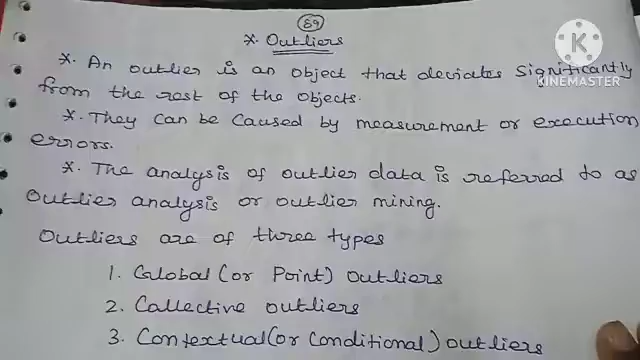 89
* Outliers
* An outlier is an object that deviates significantly
from the rest of the objects.
* They can be caused by measurement or execution
errors.
* The analysis of outlier data is referred to as
outlier analysis or outlier mining.
Outliers are of three types
1. Global (or Point) outliers
2. Collective outliers
3. Contextual (or Conditional) outliers
K
KINEMASTER